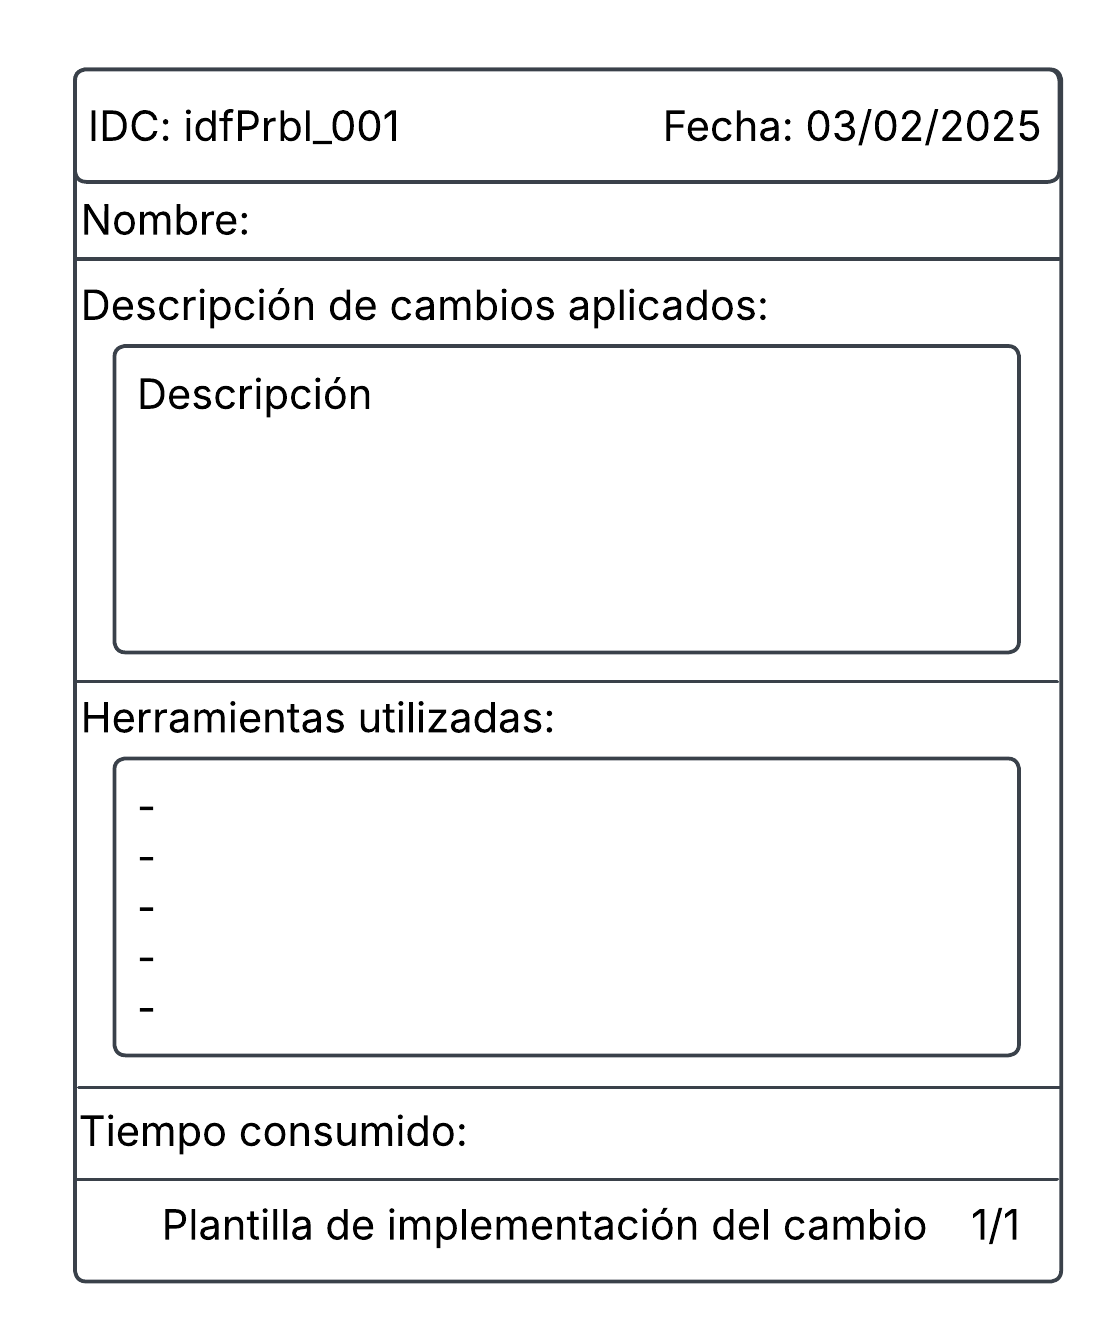 IDC: idfPrbl_001 Fecha: 03/02/2025
Nombre:
Descripción de cambios aplicados:
Descripción
Herramientas utilizadas:
-
-
-
-
-
Tiempo consumido:
Plantilla de implementación del cambio 1/1